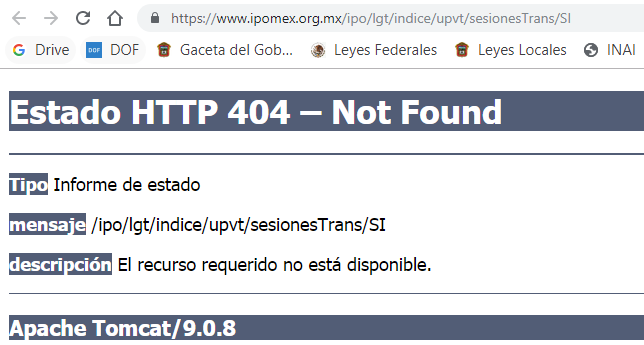 https://www.ipomex.org.mx/ipo/lgt/indice/upvt/sesionesTrans/SI
Drive DOF DOF Gaceta del Gob... Leyes Federales Leyes Locales INAI
Estado HTTP 404 – Not Found
Tipo Informe de estado
mensaje /ipo/lgt/indice/upvt/sesionesTrans/SI
descripción El recurso requerido no está disponible.
Apache Tomcat/9.0.8